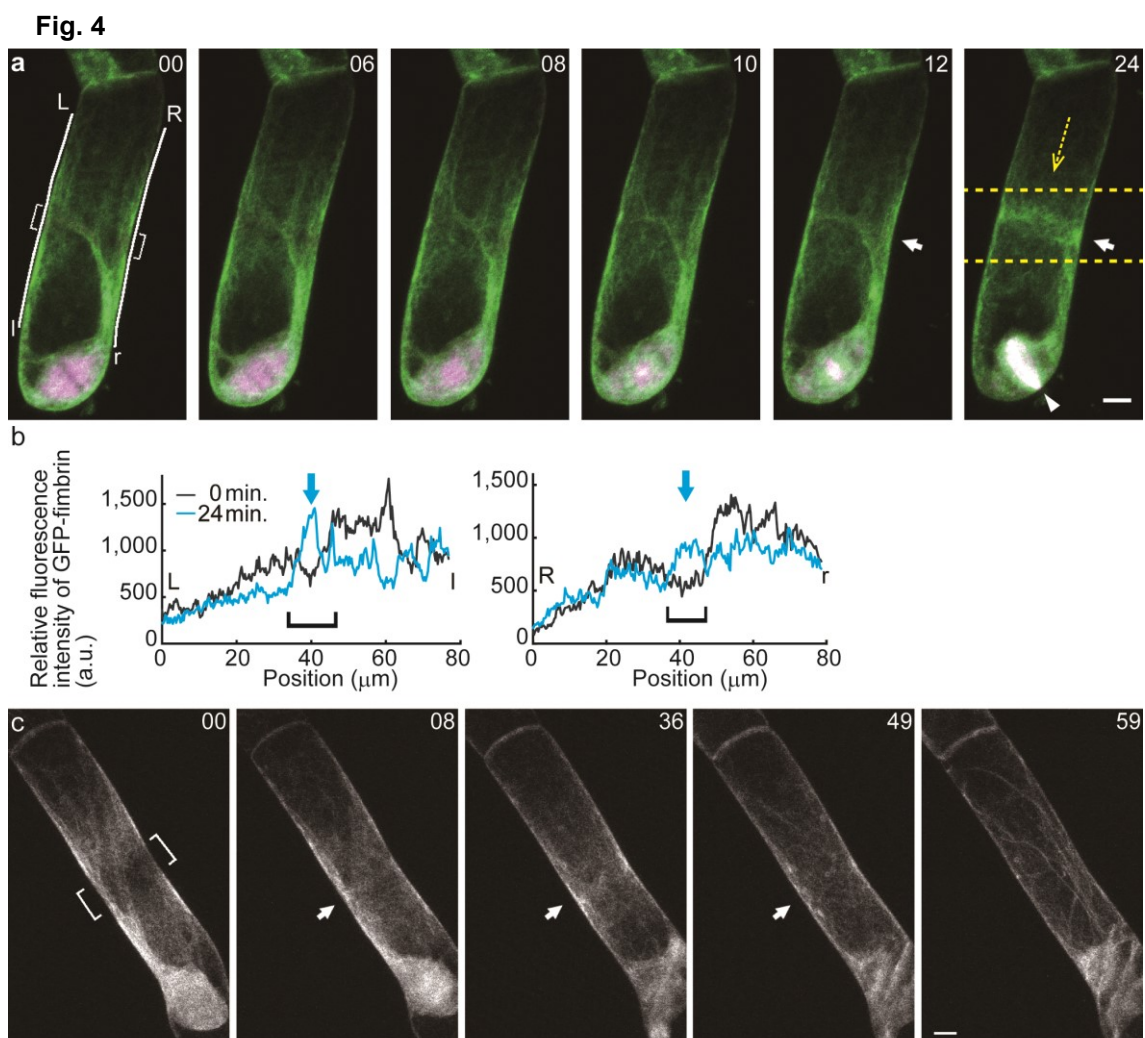 Fig. 4
a 00 06 08 10 12 24
L R
l r
b
Relative fluorescence
intensity of GFP-fimbrin
(a.u.)
1,500 1,000 500 0
0 min.
24 min.
L l
0 20 40 60 80
Position (μm)
1,500 1,000 500 0
R r
0 20 40 60 80
Position (μm)
c 00 08 36 49 59